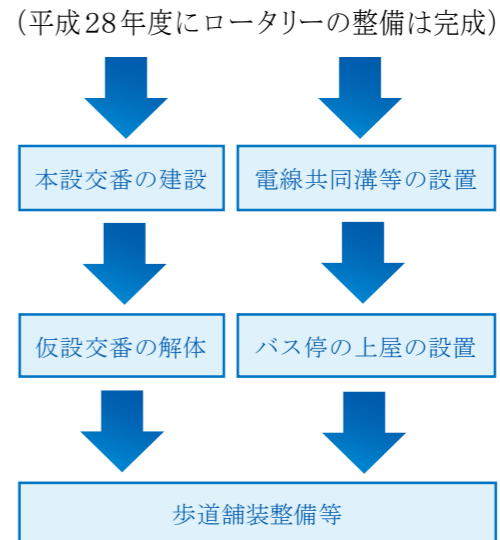 (平成28年度にロータリーの整備は完成)
本設交番の建設
電線共同溝等の設置
仮設交番の解体
バス停の上屋の設置
歩道舗装整備等